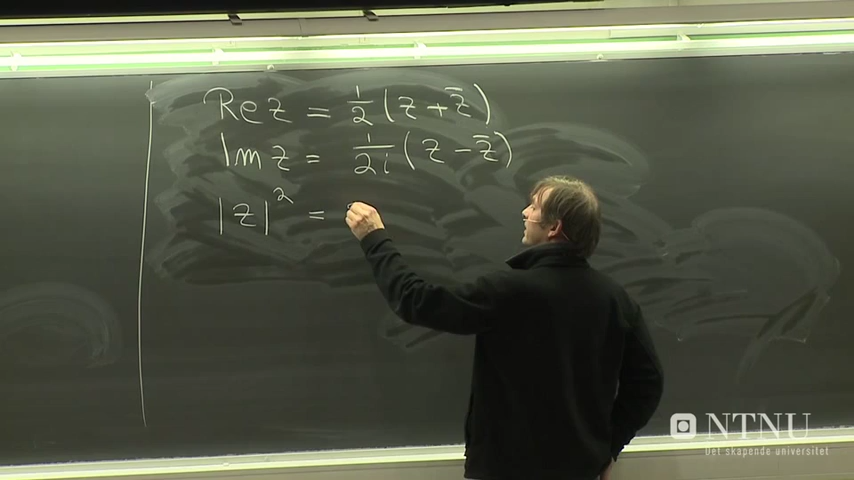 Re z = 1/2 (z + z̄)
Im z = 1/2i (z - z̄)
|z|² =
NTNU
Det skapende universitet